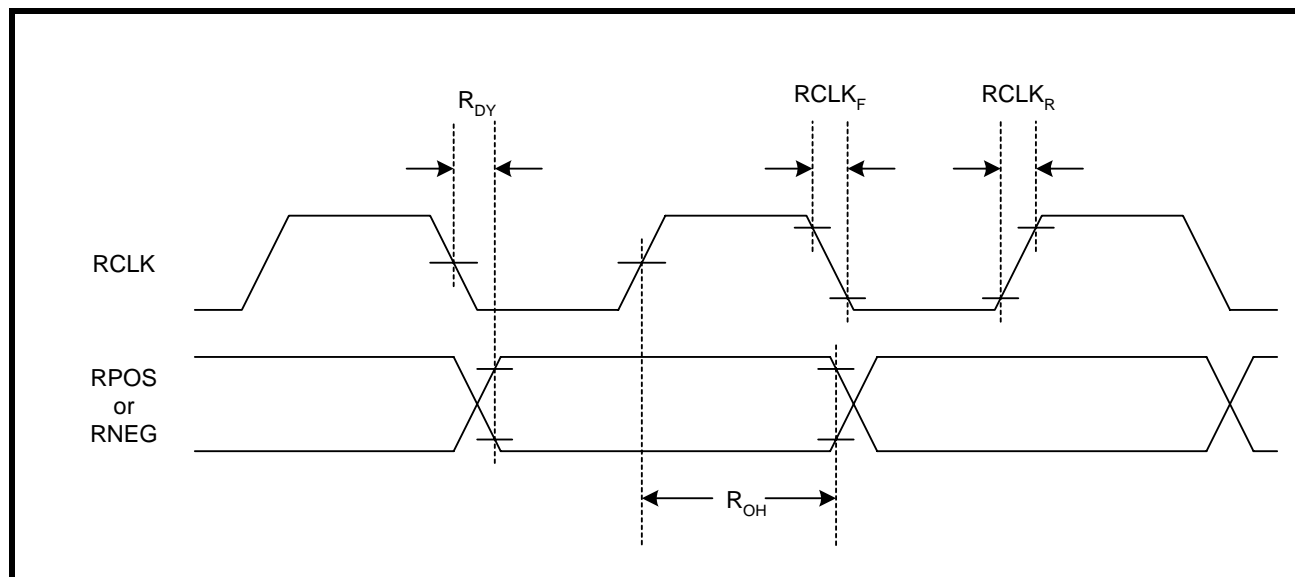 R_DY
RCLK_F
RCLK_R
RCLK
RPOS
or
RNEG
R_OH